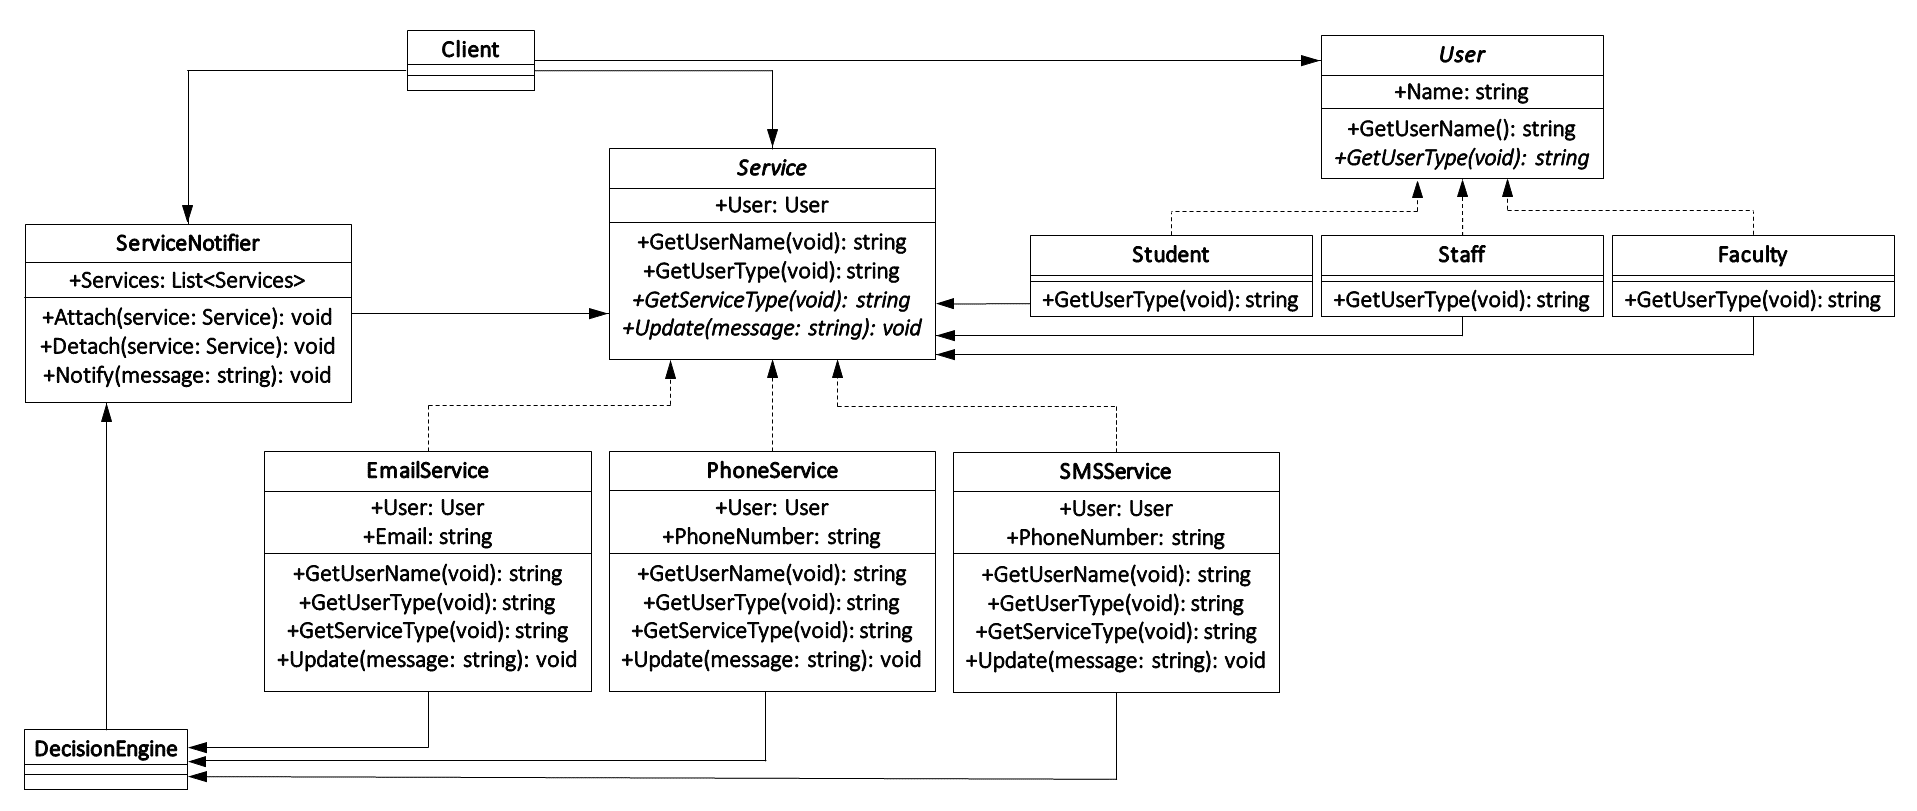 Client
User
+Name: string
+GetUserName(): string
+GetUserType(void): string
Service
+User: User
+GetUserName(void): string
+GetUserType(void): string
+GetServiceType(void): string
+Update(message: string): void
ServiceNotifier
+Services: List<Services>
+Attach(service: Service): void
+Detach(service: Service): void
+Notify(message: string): void
Student
+GetUserType(void): string
Staff
+GetUserType(void): string
Faculty
+GetUserType(void): string
EmailService
+User: User
+Email: string
+GetUserName(void): string
+GetUserType(void): string
+GetServiceType(void): string
+Update(message: string): void
PhoneService
+User: User
+PhoneNumber: string
+GetUserName(void): string
+GetUserType(void): string
+GetServiceType(void): string
+Update(message: string): void
SMSService
+User: User
+PhoneNumber: string
+GetUserName(void): string
+GetUserType(void): string
+GetServiceType(void): string
+Update(message: string): void
DecisionEngine